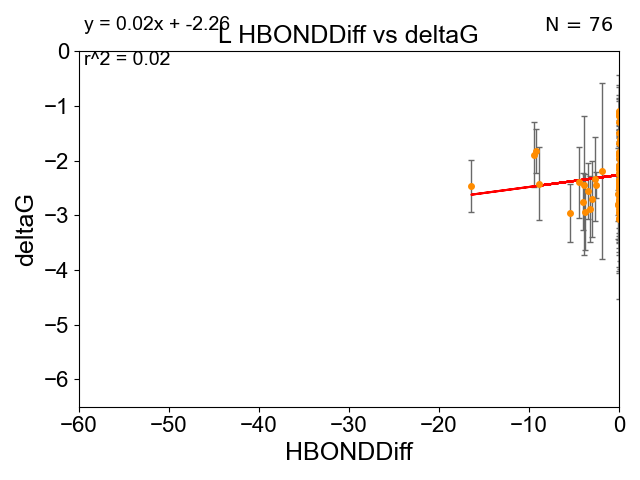 y = 0.02x + -2.26
L HBONDDiff vs deltaG
N = 76
r^2 = 0.02
deltaG
0
−1
−2
−3
−4
−5
−6
−60
−50
−40
−30
−20
−10
0
HBONDDiff